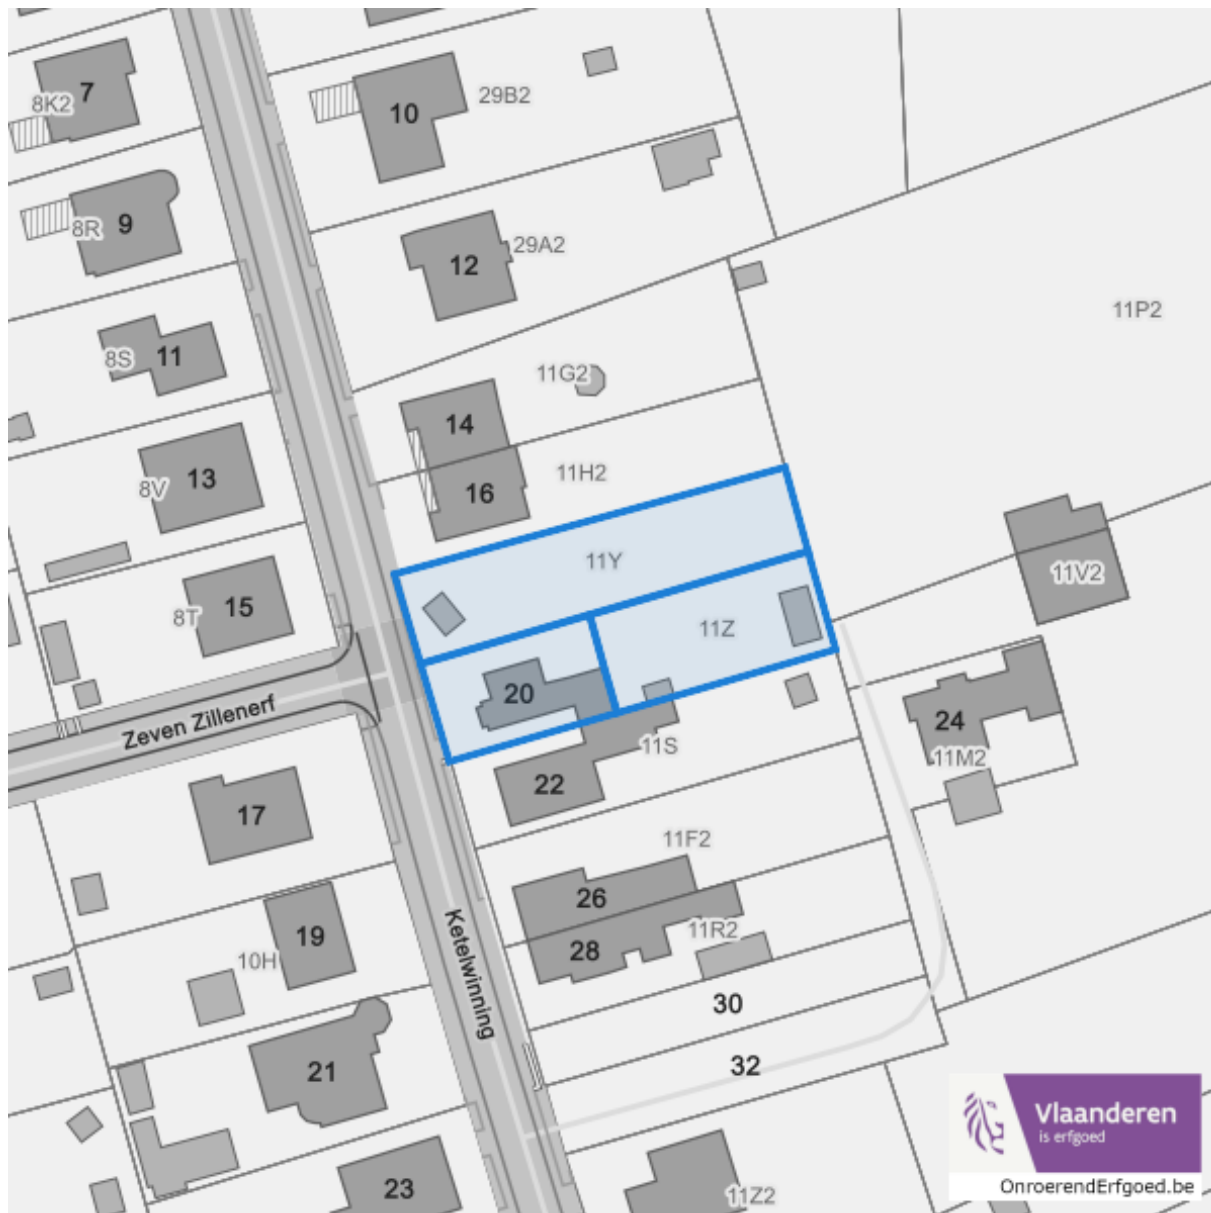 7
8K2
10
29B2
9
8R
12
29A2
11P2
8S
11
11G2
14
13
8V
16
11H2
11Y
11V2
15
8T
11Z
20
Zeven Zillenerf
11S
24
11M2
22
17
11F2
26
28
11R2
Ketelwinning
19
10H
30
32
21
23
11Z2
Vlaanderen
is erfgoed
OnroerendErfgoed.be